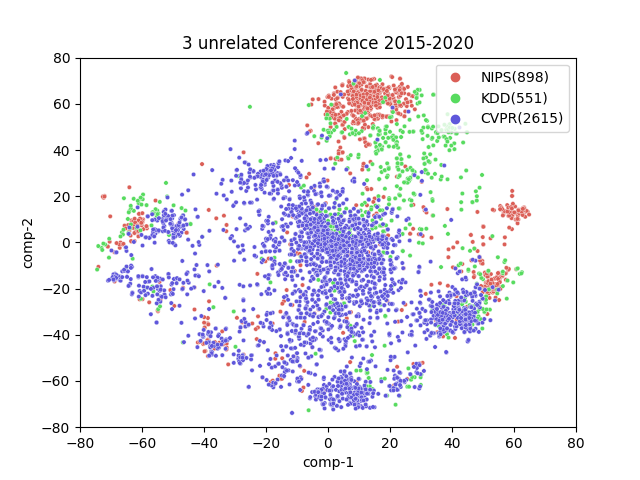 3 unrelated Conference 2015-2020
NIPS(898)
KDD(551)
CVPR(2615)
80
60
40
20
0
−20
−40
−60
−80
comp-2
−80 −60 −40 −20 0 20 40 60 80
comp-1